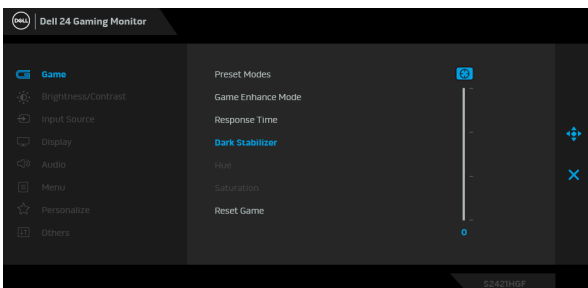 DELL
Dell 24 Gaming Monitor
Game
Brightness/Contrast
Input Source
Display
Audio
Menu
Personalize
Others
Preset Modes
Game Enhance Mode
Response Time
Dark Stabilizer
Hue
Saturation
Reset Game
0
S2421HGF